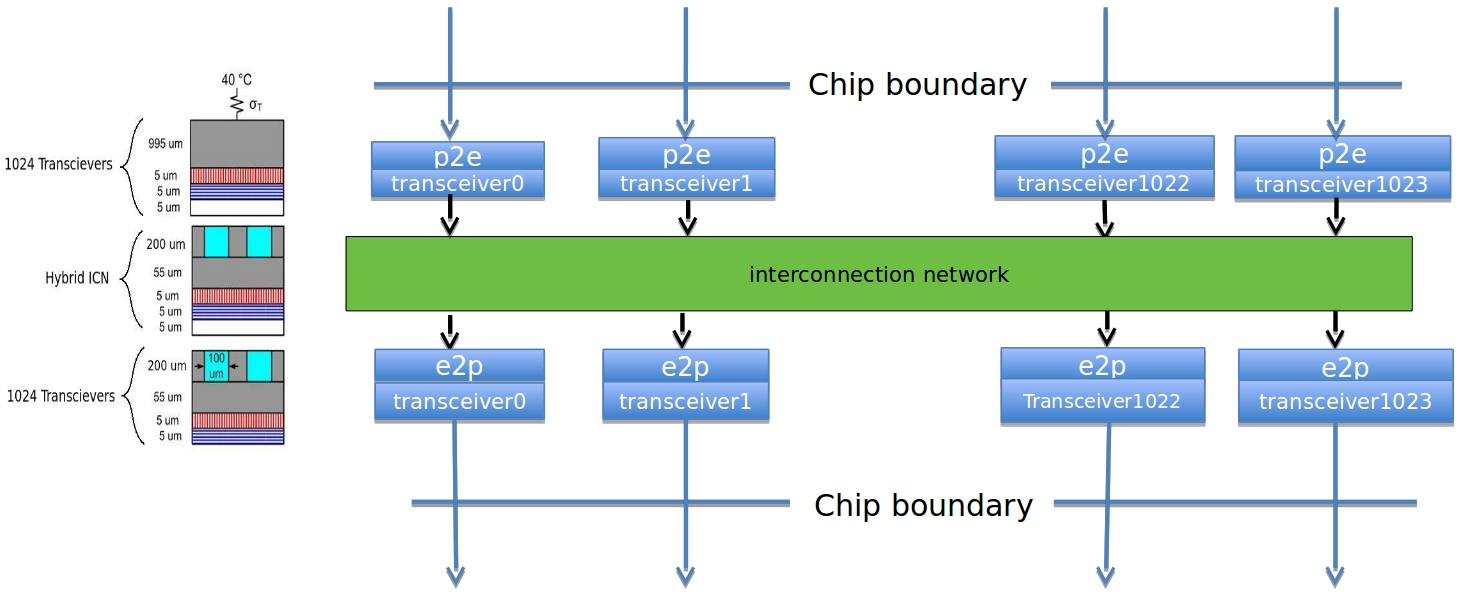 40 °C
σT
1024 Transcievers
995 um
5 um
5 um
5 um
Hybrid ICN
200 um
55 um
5 um
5 um
5 um
1024 Transcievers
200 um
100
um
55 um
5 um
5 um
Chip boundary
p2e
transceiver0
p2e
transceiver1
p2e
transceiver1022
p2e
transceiver1023
interconnection network
e2p
transceiver0
e2p
transceiver1
e2p
Transceiver1022
e2p
transceiver1023
Chip boundary